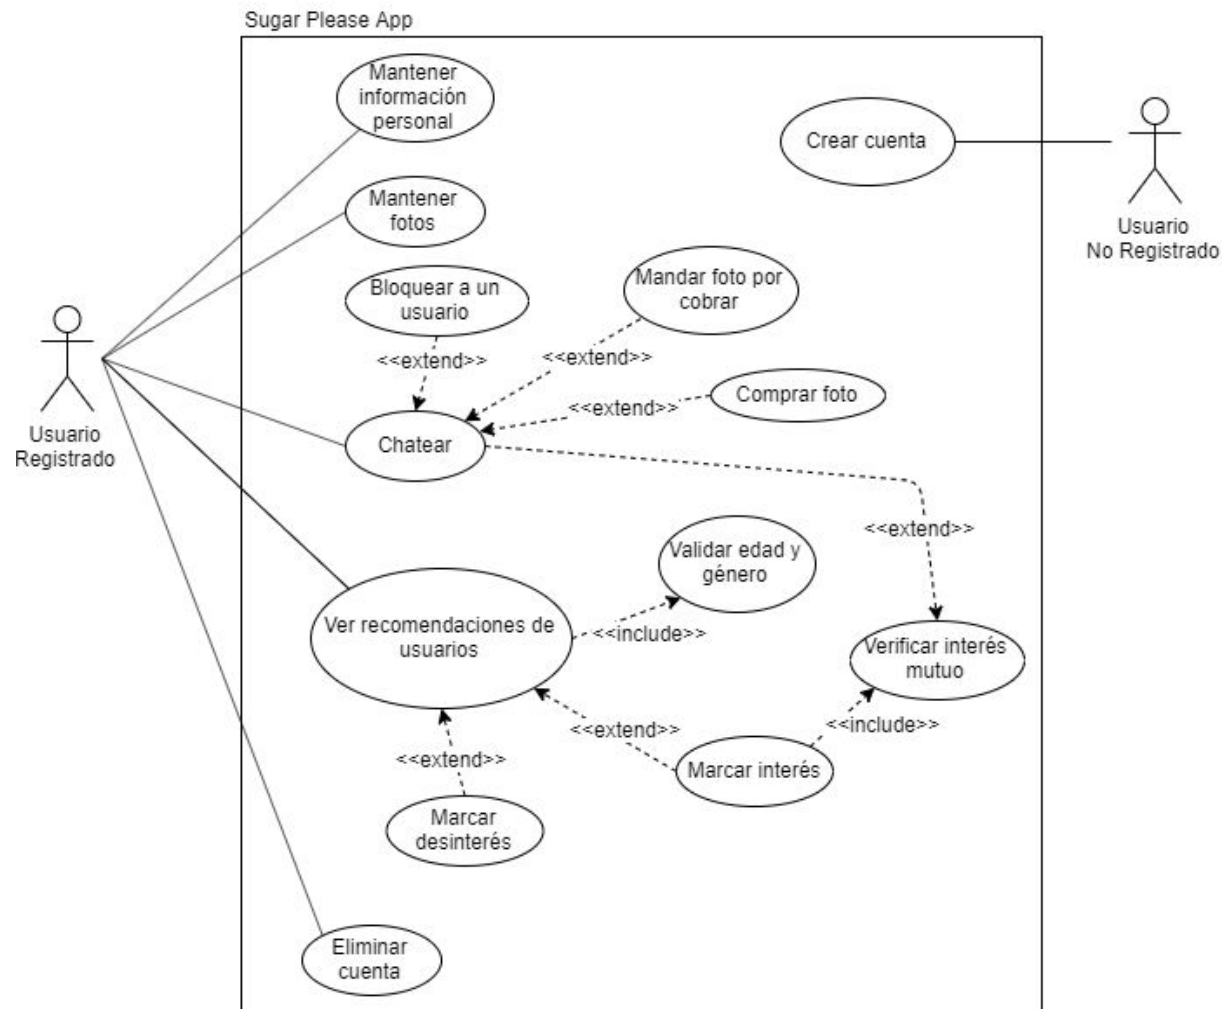 Sugar Please App
Mantener
información
personal
Crear cuenta
Mantener
fotos
Usuario
No Registrado
Bloquear a un
usuario
Mandar foto por
cobrar
<<extend>>
<<extend>>
Comprar foto
<<extend>>
Usuario
Registrado
Chatear
<<extend>>
Validar edad y
género
Ver recomendaciones de
usuarios
<<include>>
Verificar interés
mutuo
<<extend>>
<<include>>
<<extend>>
Marcar interés
Marcar
desinterés
Eliminar
cuenta